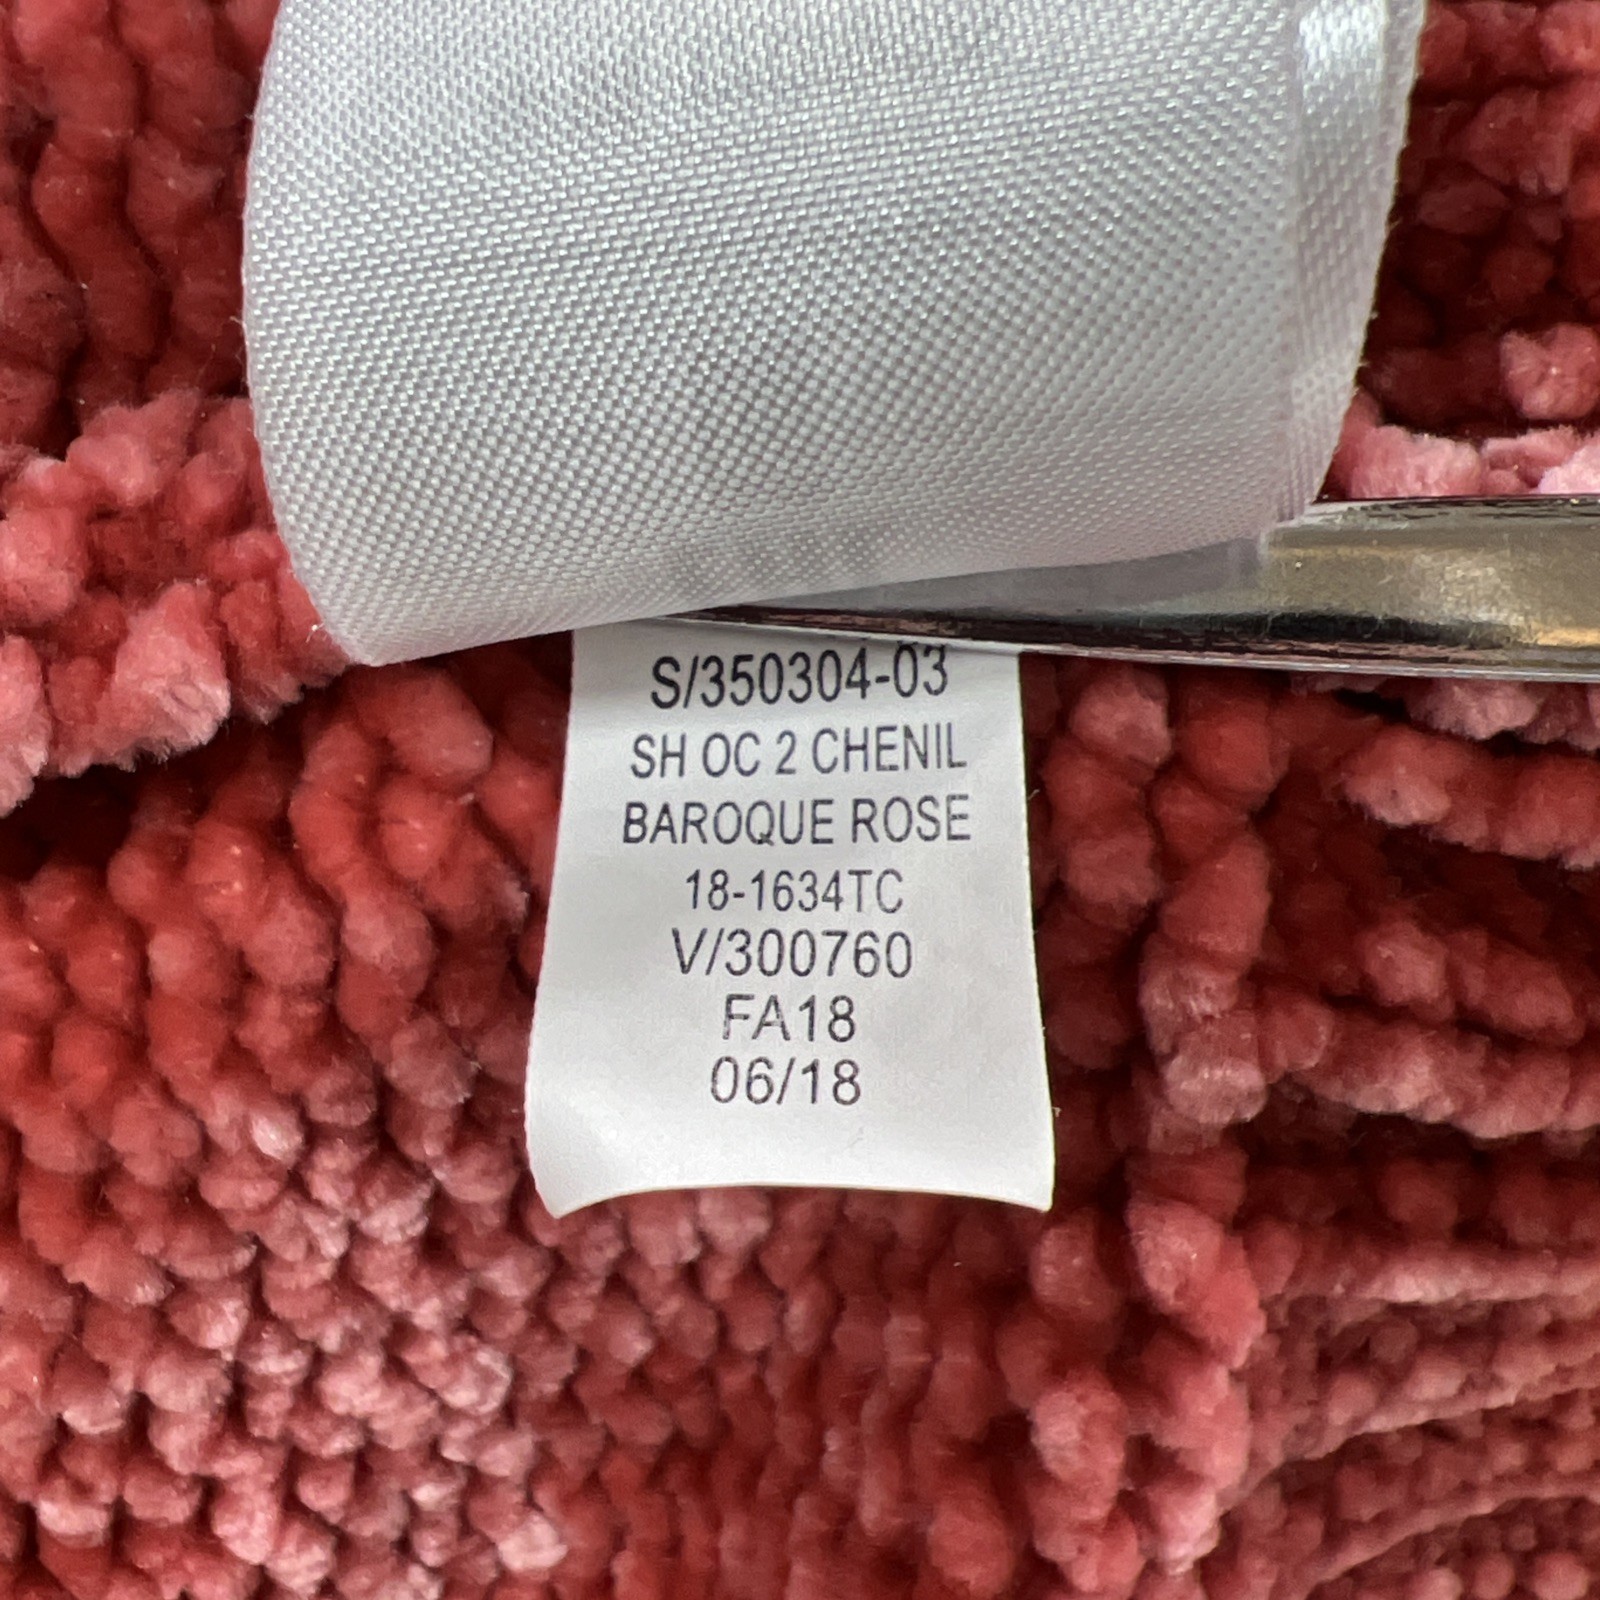 S/350304-03
SH OC 2 CHENIL
BAROQUE ROSE
18-1634TC
V/300760
FA18
06/18